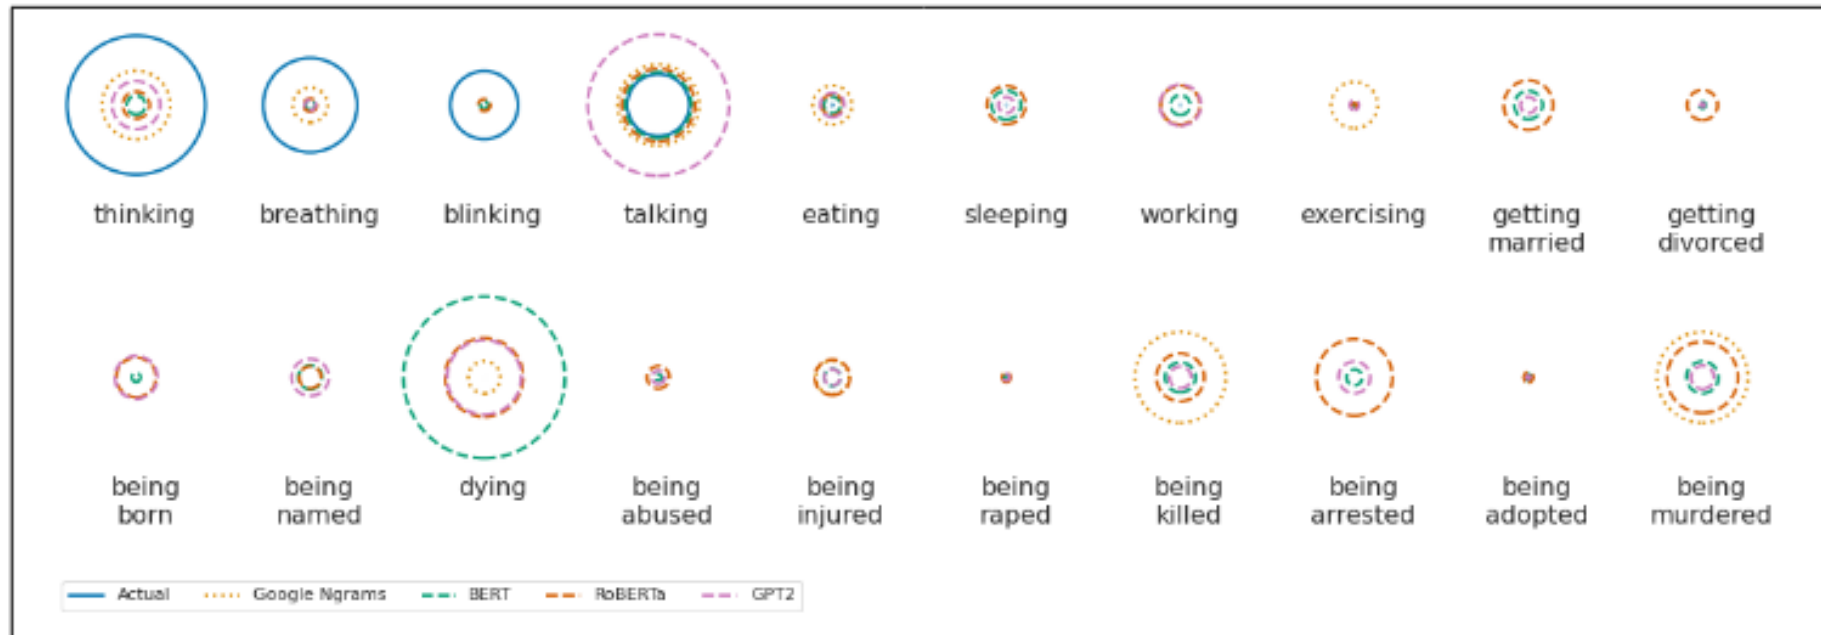 thinking breathing blinking talking eating sleeping working exercising getting getting
married divorced
being being dying being being being being being being being
born named abused injured raped killed arrested adopted murdered
Actual Google Ngrams BERT RoBERTa GPT2